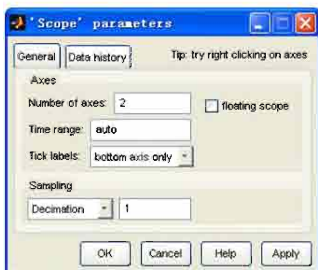 'Scope' parameters
General Data history Tip: try right clicking on axes
Axes
Number of axes: 2 floating scope
Time range: auto
Tick labels: bottom axis only
Sampling
Decimation 1
OK Cancel Help Apply